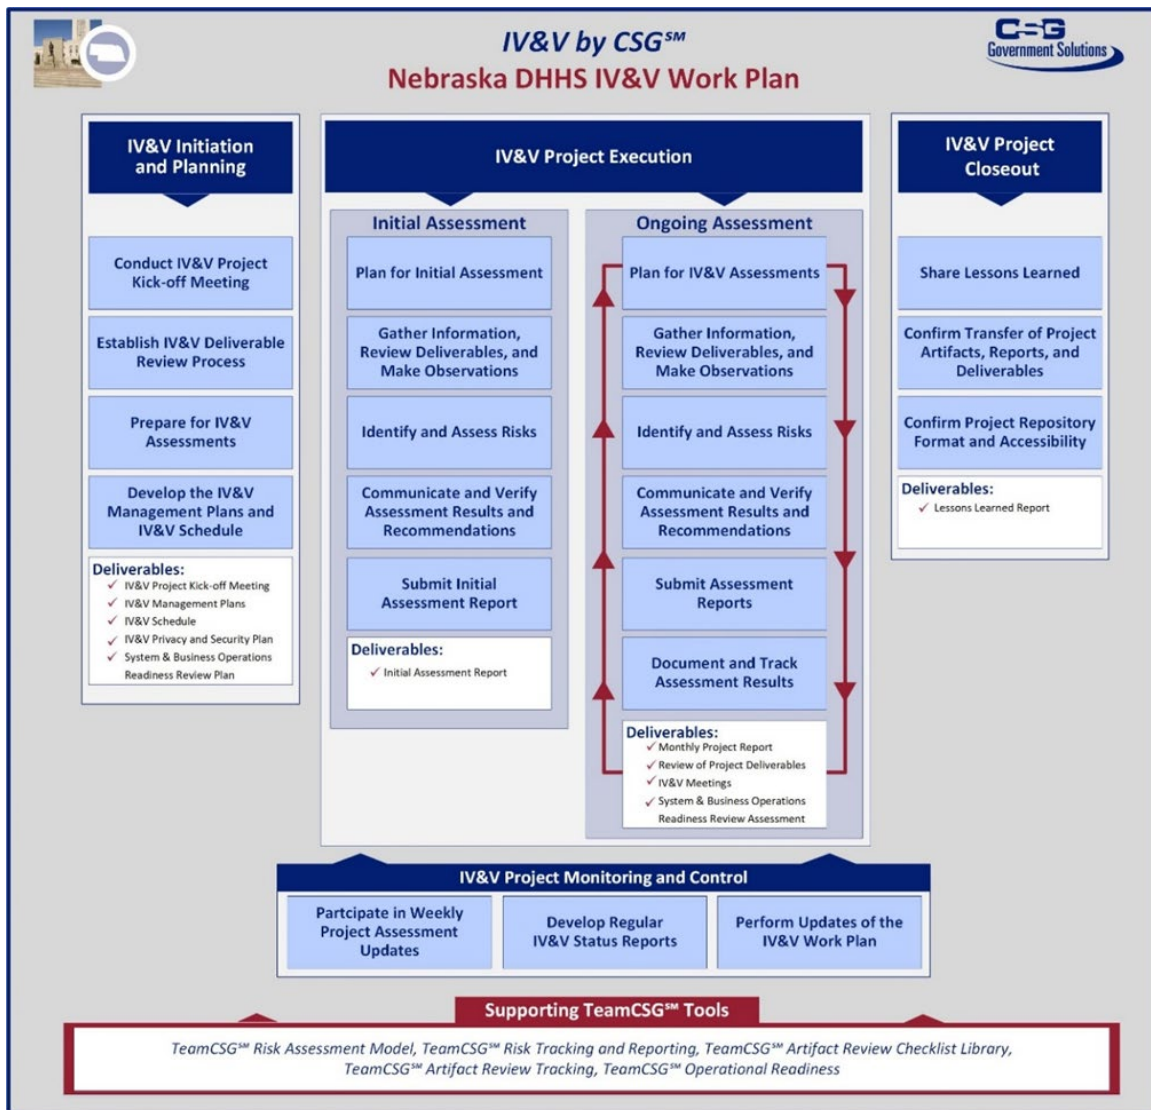 IV&V by CSG℠
Nebraska DHHS IV&V Work Plan
CSG
Government Solutions
IV&V Initiation
and Planning
Conduct IV&V Project
Kick-off Meeting
Establish IV&V Deliverable
Review Process
Prepare for IV&V
Assessments
Develop the IV&V
Management Plans and
IV&V Schedule
Deliverables:
✓ IV&V Project Kick-off Meeting
✓ IV&V Management Plans
✓ IV&V Schedule
✓ IV&V Privacy and Security Plan
✓ System & Business Operations
Readiness Review Plan
IV&V Project Execution
Initial Assessment
Plan for Initial Assessment
Gather Information,
Review Deliverables, and
Make Observations
Identify and Assess Risks
Communicate and Verify
Assessment Results and
Recommendations
Submit Initial
Assessment Report
Deliverables:
✓ Initial Assessment Report
Ongoing Assessment
Plan for IV&V Assessments
Gather Information,
Review Deliverables, and
Make Observations
Identify and Assess Risks
Communicate and Verify
Assessment Results and
Recommendations
Submit Assessment
Reports
Document and Track
Assessment Results
Deliverables:
✓ Monthly Project Report
✓ Review of Project Deliverables
✓ IV&V Meetings
✓ System & Business Operations
Readiness Review Assessment
IV&V Project
Closeout
Share Lessons Learned
Confirm Transfer of Project
Artifacts, Reports, and
Deliverables
Confirm Project Repository
Format and Accessibility
Deliverables:
✓ Lessons Learned Report
IV&V Project Monitoring and Control
Partcipate in Weekly
Project Assessment
Updates
Develop Regular
IV&V Status Reports
Perform Updates of the
IV&V Work Plan
Supporting TeamCSG℠ Tools
TeamCSG℠ Risk Assessment Model, TeamCSG℠ Risk Tracking and Reporting, TeamCSG℠ Artifact Review Checklist Library,
TeamCSG℠ Artifact Review Tracking, TeamCSG℠ Operational Readiness